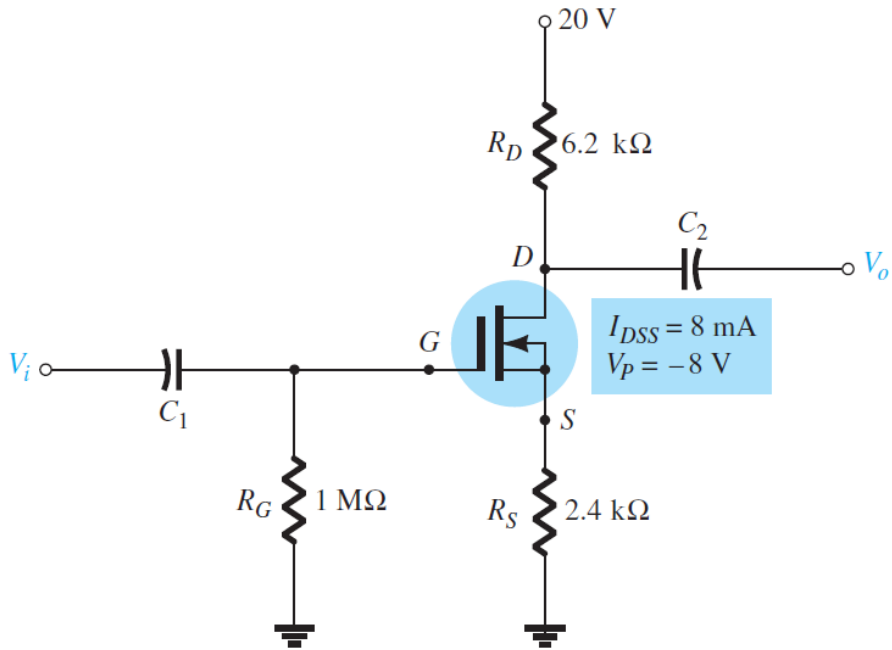 20 V
R_D 6.2 kΩ
C_2
D
V_o
I_DSS = 8 mA
V_P = −8 V
G
V_i
C_1
S
R_G 1 MΩ
R_S 2.4 kΩ